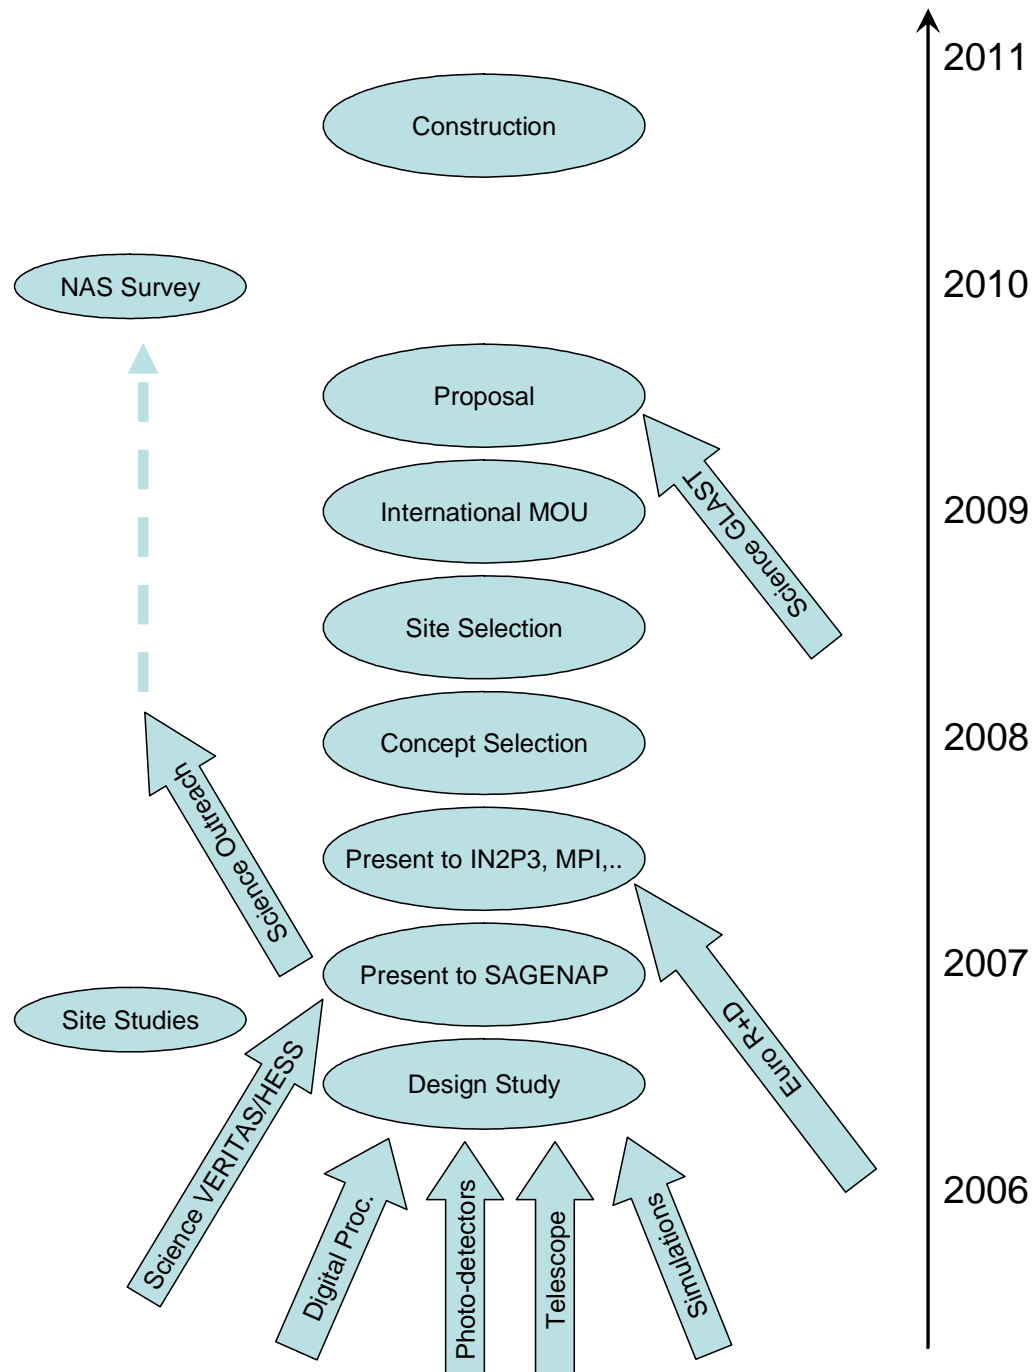 2011
Construction
NAS Survey
2010
Proposal
Science GLAST
International MOU
2009
Site Selection
Concept Selection
2008
Science Outreach
Present to IN2P3, MPI,..
Present to SAGENAP
2007
Site Studies
Euro R+D
Design Study
Science VERITAS/HESS
2006
Digital Proc.
Photo-detectors
Telescope
Simulations